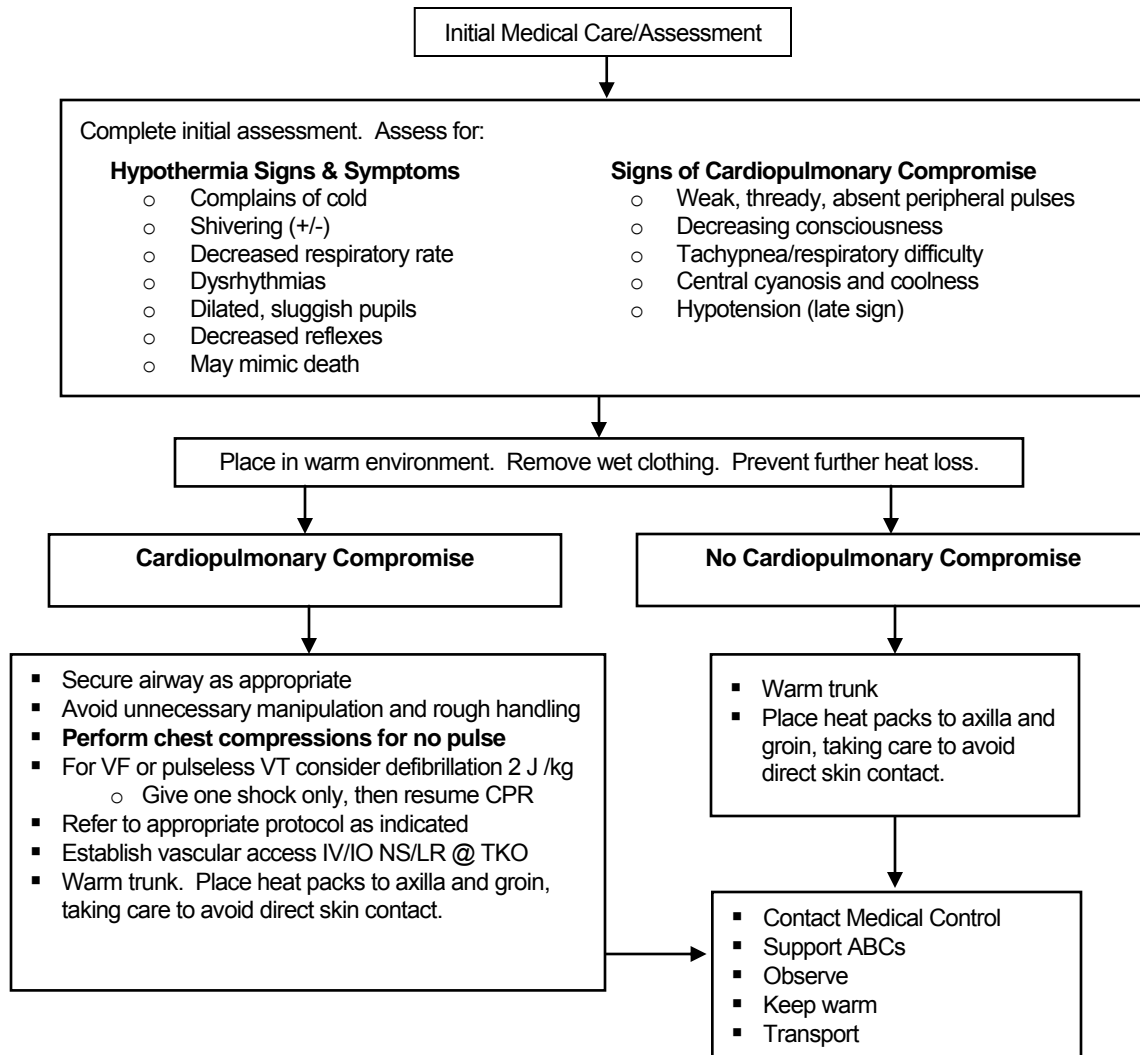 Initial Medical Care/Assessment
Complete initial assessment. Assess for:
Hypothermia Signs & Symptoms
o Complains of cold
o Shivering (+/-)
o Decreased respiratory rate
o Dysrhythmias
o Dilated, sluggish pupils
o Decreased reflexes
o May mimic death
Signs of Cardiopulmonary Compromise
o Weak, thready, absent peripheral pulses
o Decreasing consciousness
o Tachypnea/respiratory difficulty
o Central cyanosis and coolness
o Hypotension (late sign)
Place in warm environment. Remove wet clothing. Prevent further heat loss.
Cardiopulmonary Compromise
▪ Secure airway as appropriate
▪ Avoid unnecessary manipulation and rough handling
▪ Perform chest compressions for no pulse
▪ For VF or pulseless VT consider defibrillation 2 J /kg
o Give one shock only, then resume CPR
▪ Refer to appropriate protocol as indicated
▪ Establish vascular access IV/IO NS/LR @ TKO
▪ Warm trunk. Place heat packs to axilla and groin,
taking care to avoid direct skin contact.
No Cardiopulmonary Compromise
▪ Warm trunk
▪ Place heat packs to axilla and
groin, taking care to avoid
direct skin contact.
▪ Contact Medical Control
▪ Support ABCs
▪ Observe
▪ Keep warm
▪ Transport